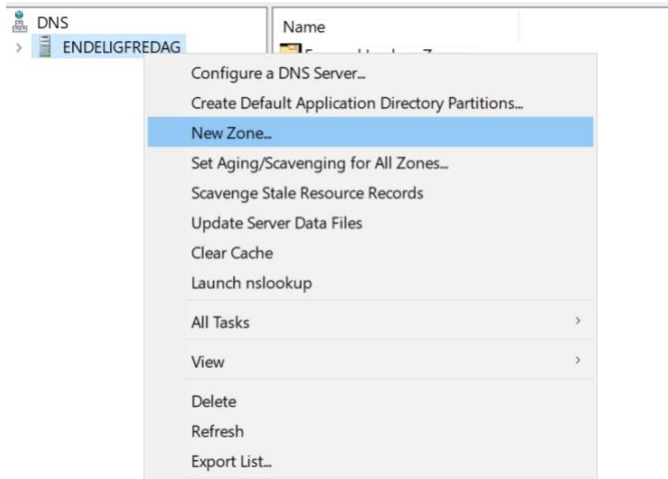 DNS
ENDELIGFREDAG
Name
Configure a DNS Server...
Create Default Application Directory Partitions...
New Zone...
Set Aging/Scavenging for All Zones...
Scavenge Stale Resource Records
Update Server Data Files
Clear Cache
Launch nslookup
All Tasks
View
Delete
Refresh
Export List...